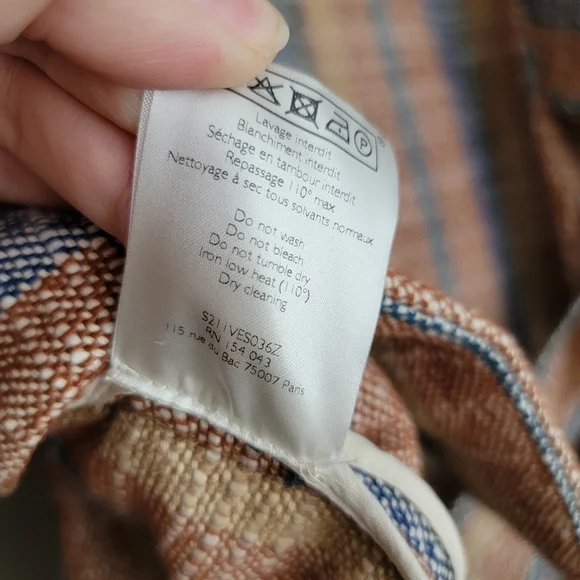 P
Lavage interdit
Blanchiment interdit
Séchage en tambour interdit
Repassage 110° max
Nettoyage à sec tous solvants normaux
Do not wash
Do not bleach
Do not tumble dry
Iron low heat (110°)
Dry cleaning
S211VES036Z
RN 154 043
115 rue du Bac 75007 Paris